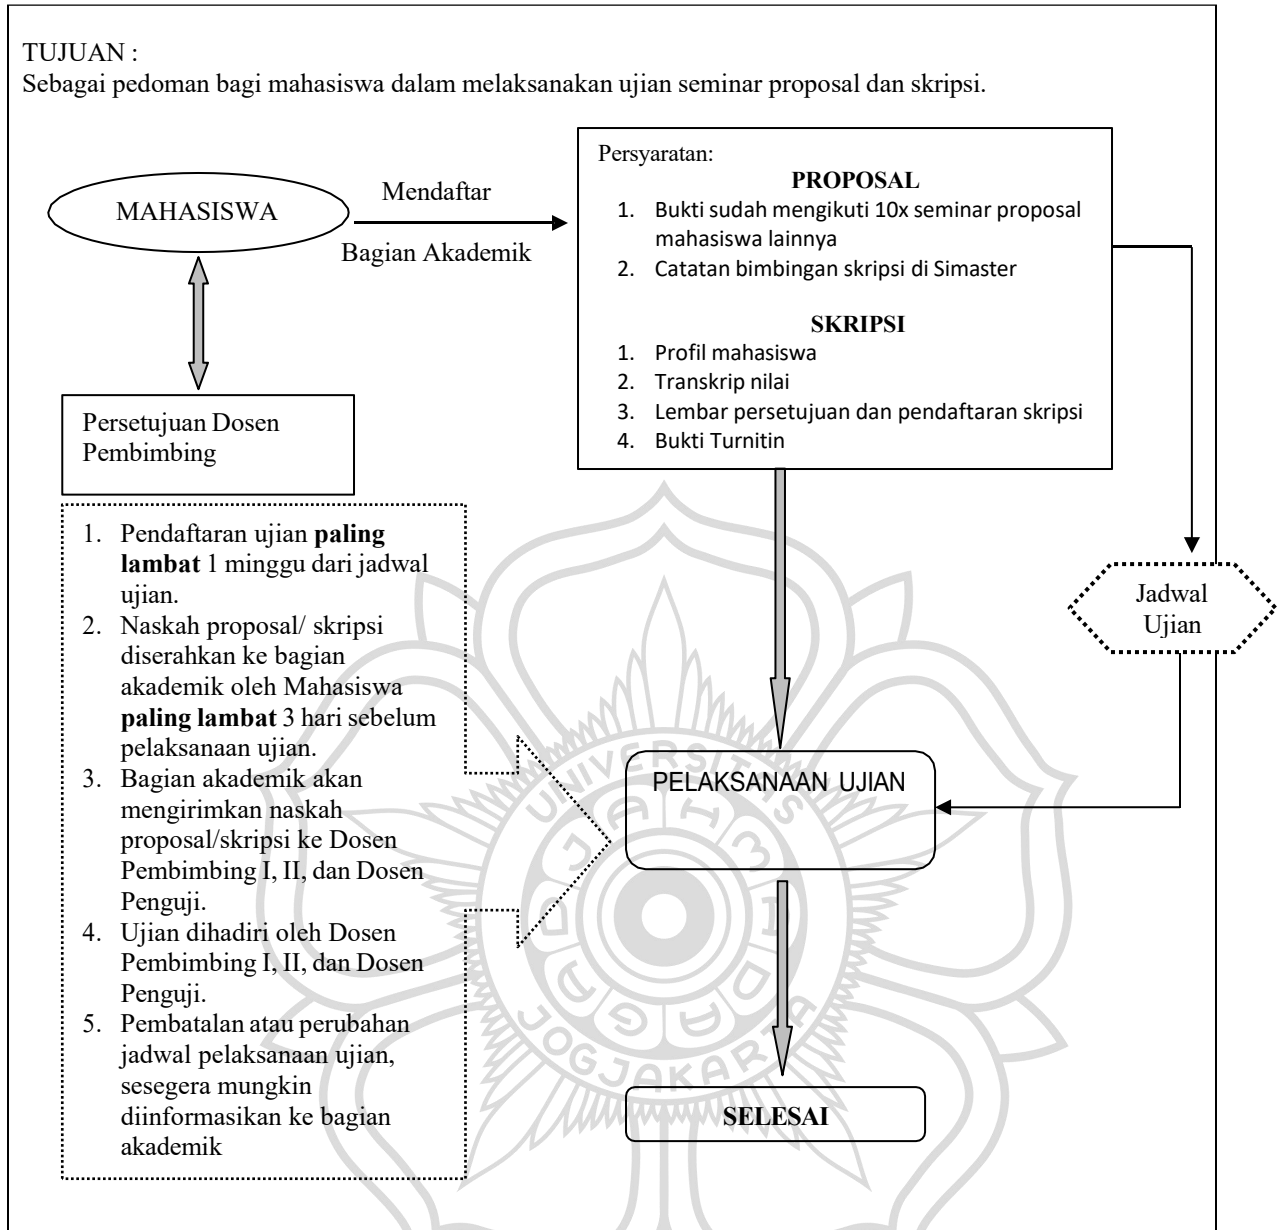 TUJUAN :
Sebagai pedoman bagi mahasiswa dalam melaksanakan ujian seminar proposal dan skripsi.
MAHASISWA
Mendaftar
Bagian Akademik
Persyaratan:
PROPOSAL
1. Bukti sudah mengikuti 10x seminar proposal
mahasiswa lainnya
2. Catatan bimbingan skripsi di Simaster
SKRIPSI
1. Profil mahasiswa
2. Transkrip nilai
3. Lembar persetujuan dan pendaftaran skripsi
4. Bukti Turnitin
Persetujuan Dosen
Pembimbing
1. Pendaftaran ujian paling
lambat 1 minggu dari jadwal
ujian.
2. Naskah proposal/ skripsi
diserahkan ke bagian
akademik oleh Mahasiswa
paling lambat 3 hari sebelum
pelaksanaan ujian.
3. Bagian akademik akan
mengirimkan naskah
proposal/skripsi ke Dosen
Pembimbing I, II, dan Dosen
Penguji.
4. Ujian dihadiri oleh Dosen
Pembimbing I, II, dan Dosen
Penguji.
5. Pembatalan atau perubahan
jadwal pelaksanaan ujian,
sesegera mungkin
diinformasikan ke bagian
akademik
Jadwal
Ujian
PELAKSANAAN UJIAN
SELESAI
UNIVERSITAS
GADJAH MADA
JOGJAKARTA